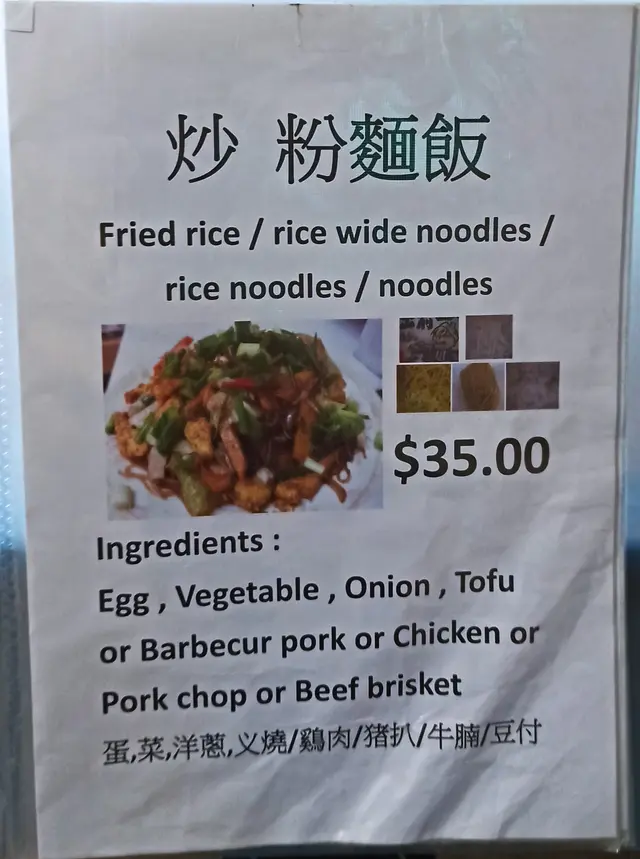 炒 粉麵飯
Fried rice / rice wide noodles /
rice noodles / noodles
$35.00
Ingredients :
Egg , Vegetable , Onion , Tofu
or Barbecur pork or Chicken or
Pork chop or Beef brisket
蛋,菜,洋蔥,义燒/鷄肉/猪扒/牛腩/豆付